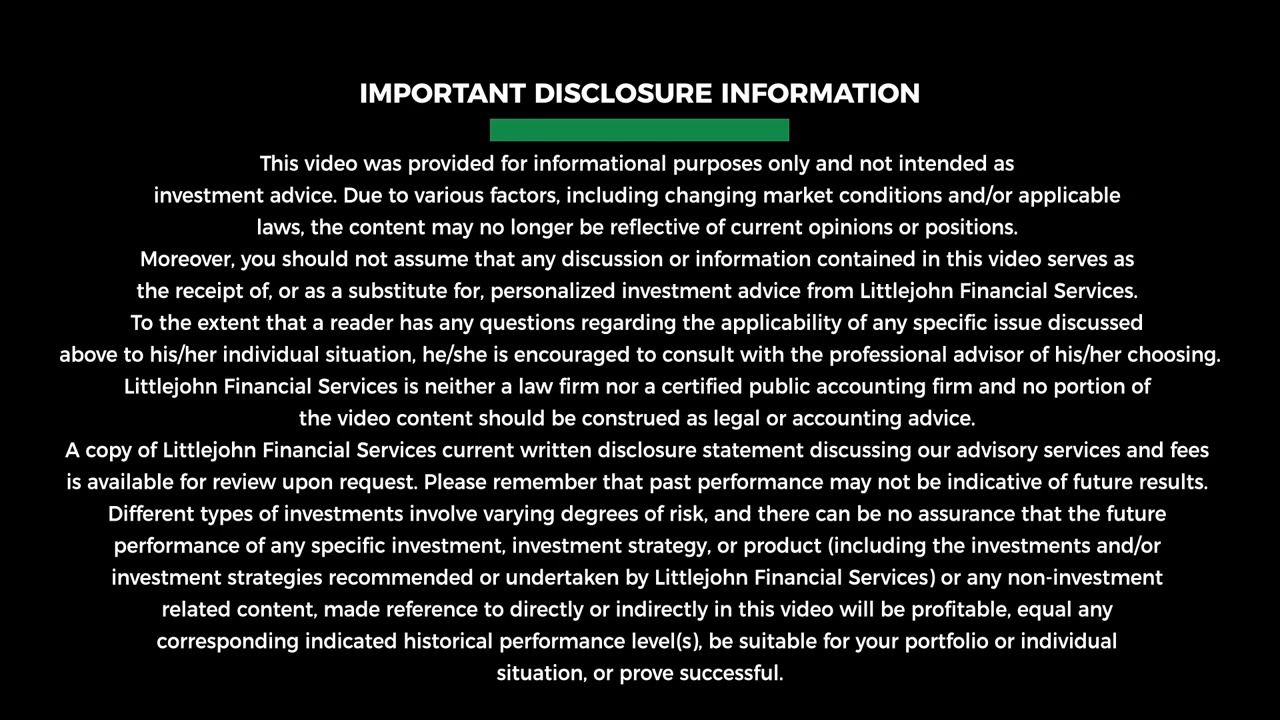 IMPORTANT DISCLOSURE INFORMATION
This video was provided for informational purposes only and not intended as
investment advice. Due to various factors, including changing market conditions and/or applicable
laws, the content may no longer be reflective of current opinions or positions.
Moreover, you should not assume that any discussion or information contained in this video serves as
the receipt of, or as a substitute for, personalized investment advice from Littlejohn Financial Services.
To the extent that a reader has any questions regarding the applicability of any specific issue discussed
above to his/her individual situation, he/she is encouraged to consult with the professional advisor of his/her choosing.
Littlejohn Financial Services is neither a law firm nor a certified public accounting firm and no portion of
the video content should be construed as legal or accounting advice.
A copy of Littlejohn Financial Services current written disclosure statement discussing our advisory services and fees
is available for review upon request. Please remember that past performance may not be indicative of future results.
Different types of investments involve varying degrees of risk, and there can be no assurance that the future
performance of any specific investment, investment strategy, or product (including the investments and/or
investment strategies recommended or undertaken by Littlejohn Financial Services) or any non-investment
related content, made reference to directly or indirectly in this video will be profitable, equal any
corresponding indicated historical performance level(s), be suitable for your portfolio or individual
situation, or prove successful.